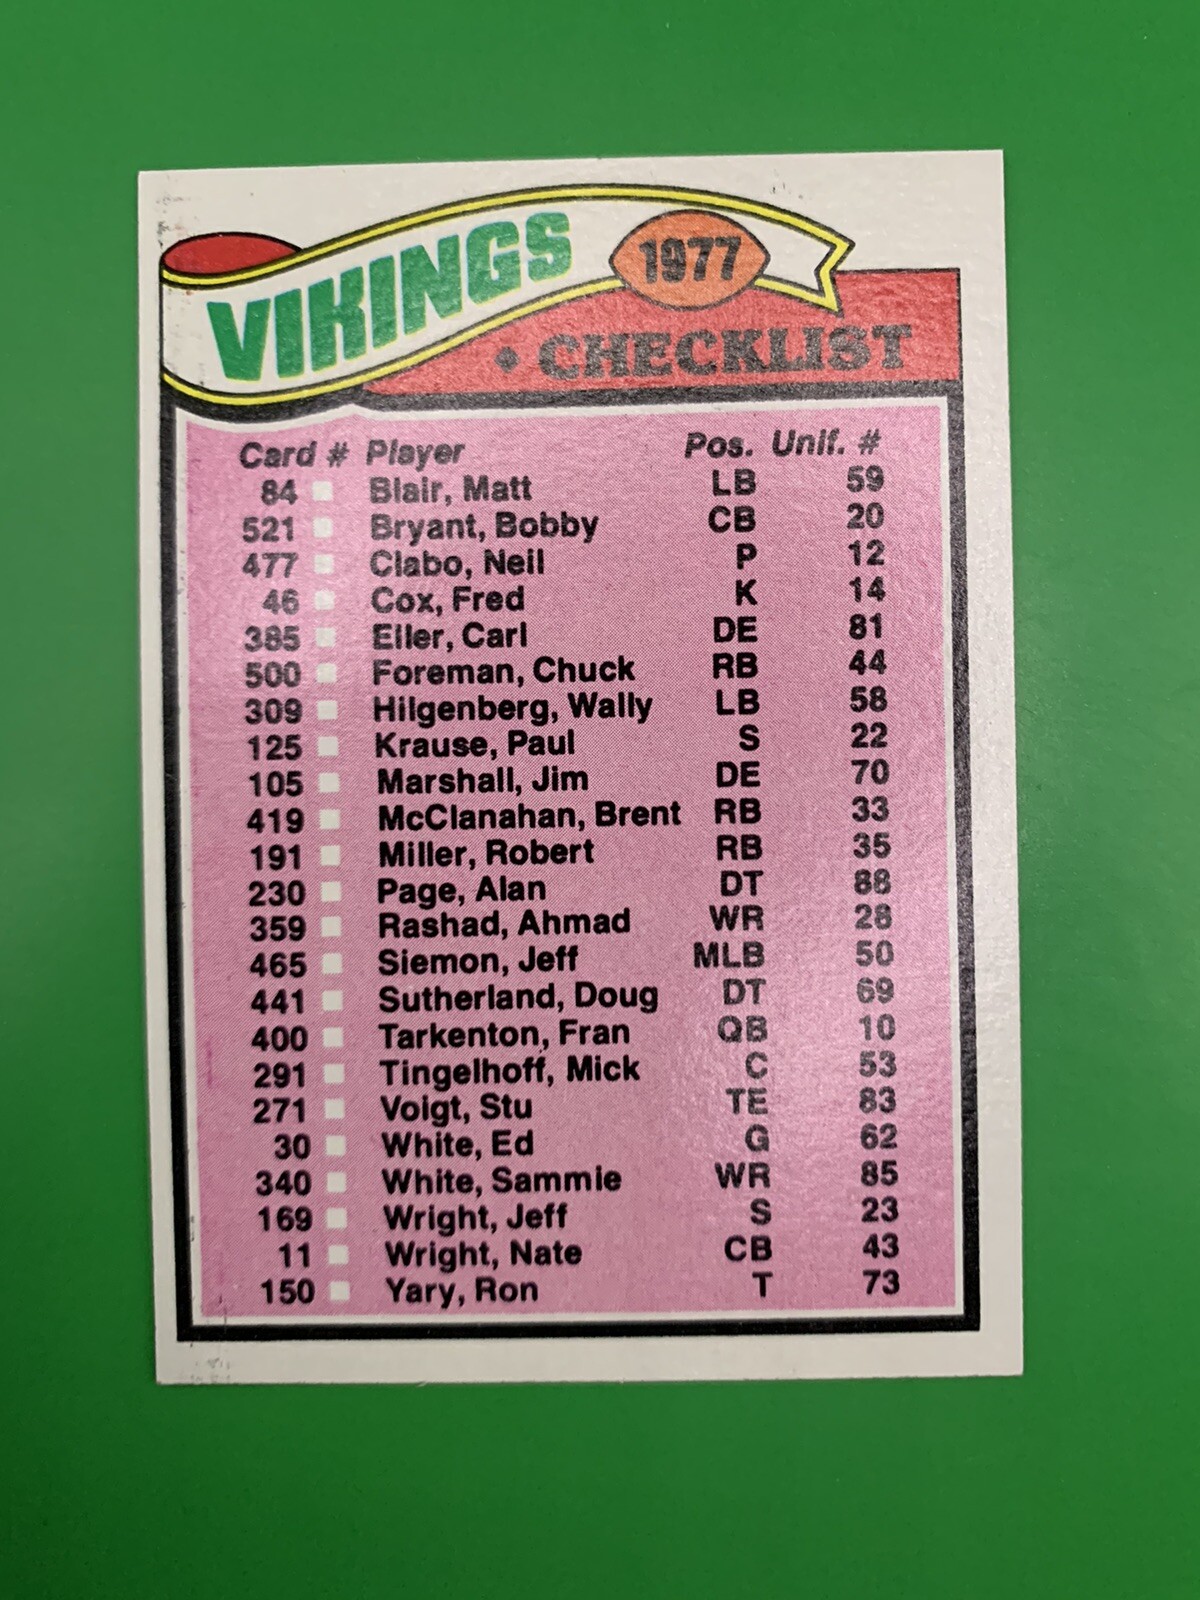 VIKINGS 1977
CHECKLIST
Card # Player Pos. Unif. #
84 Blair, Matt LB 59
521 Bryant, Bobby CB 20
477 Clabo, Neil P 12
46 Cox, Fred K 14
385 Eller, Carl DE 81
500 Foreman, Chuck RB 44
309 Hilgenberg, Wally LB 58
125 Krause, Paul S 22
105 Marshall, Jim DE 70
419 McClanahan, Brent RB 33
191 Miller, Robert RB 35
230 Page, Alan DT 88
359 Rashad, Ahmad WR 28
465 Siemon, Jeff MLB 50
441 Sutherland, Doug DT 69
400 Tarkenton, Fran QB 10
291 Tingelhoff, Mick C 53
271 Voigt, Stu TE 83
30 White, Ed G 62
340 White, Sammie WR 85
169 Wright, Jeff S 23
11 Wright, Nate CB 43
150 Yary, Ron T 73